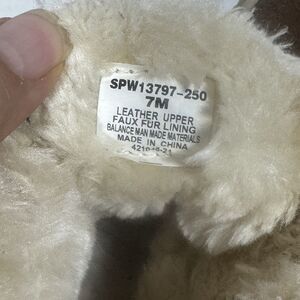 SPW13797-250
7M
LEATHER UPPER
FAUX FUR LINING
BALANCE MAN MADE MATERIALS
MADE IN CHINA